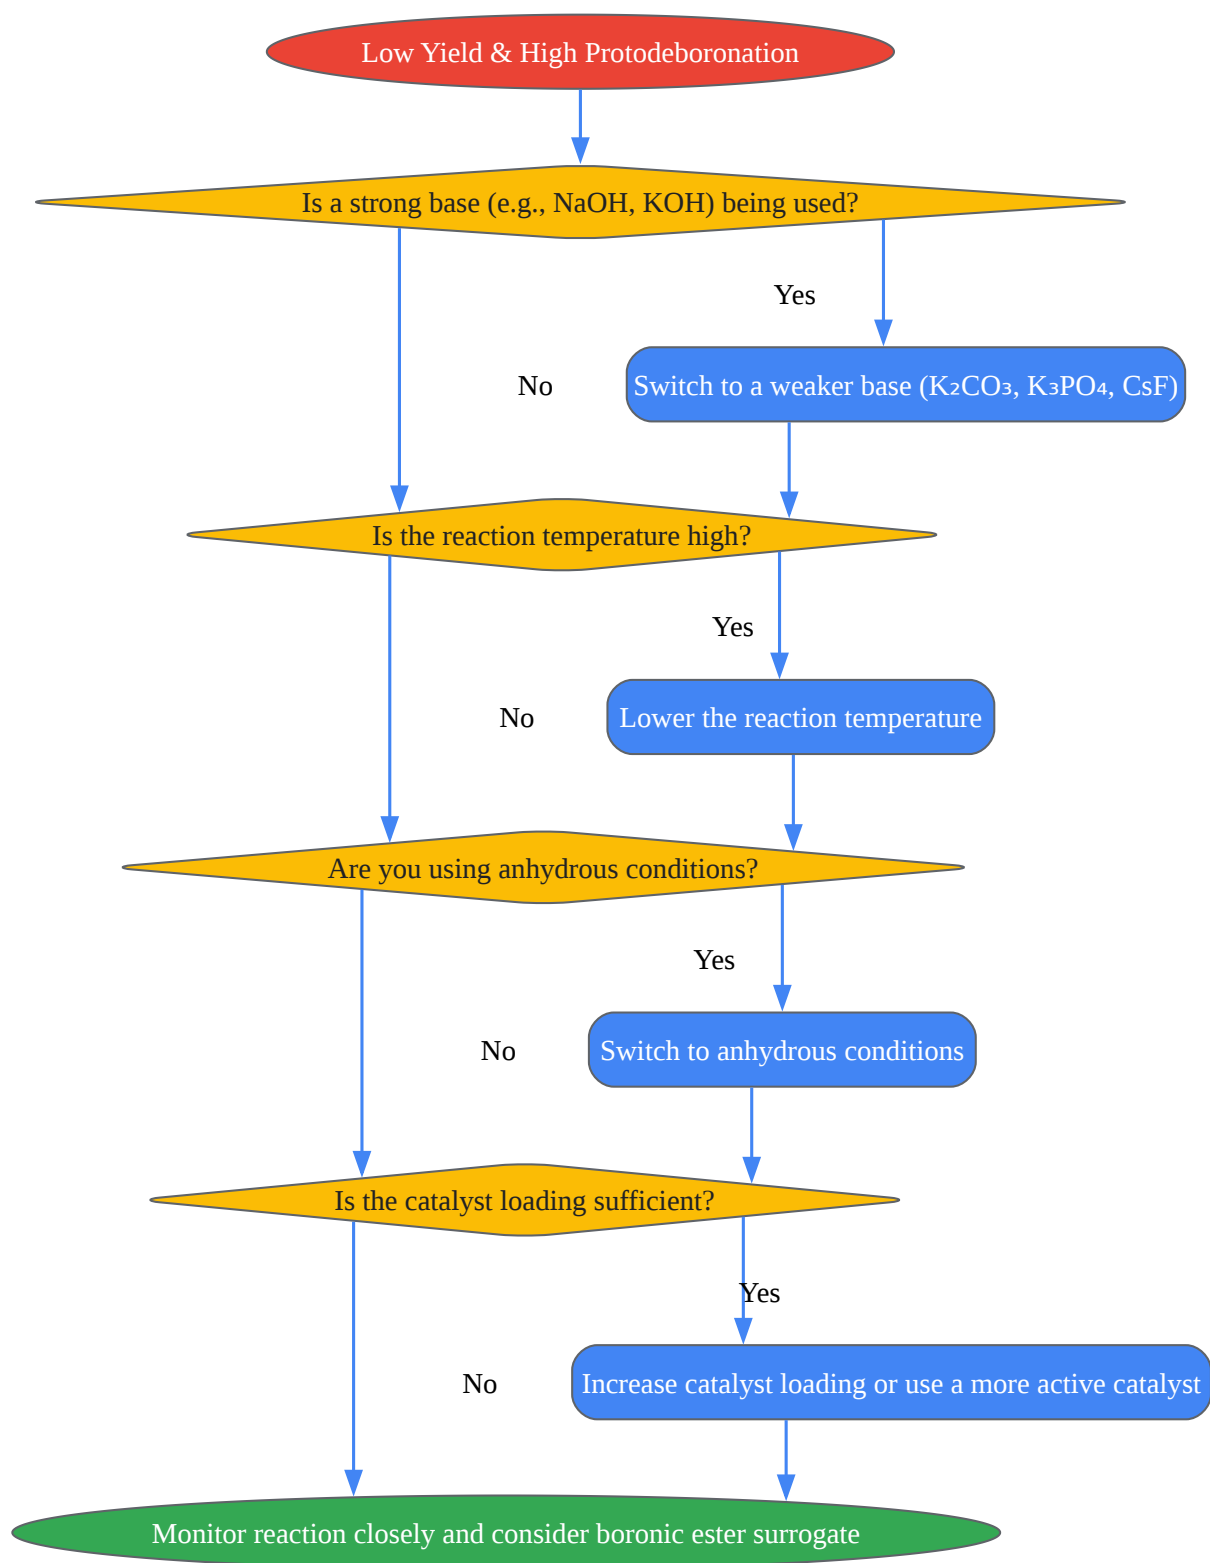 Low Yield & High Protodeboronation
Is a strong base (e.g., NaOH, KOH) being used?
Yes
No
Switch to a weaker base (K₂CO₃, K₃PO₄, CsF)
Is the reaction temperature high?
Yes
No
Lower the reaction temperature
Are you using anhydrous conditions?
Yes
No
Switch to anhydrous conditions
Is the catalyst loading sufficient?
Yes
No
Increase catalyst loading or use a more active catalyst
Monitor reaction closely and consider boronic ester surrogate